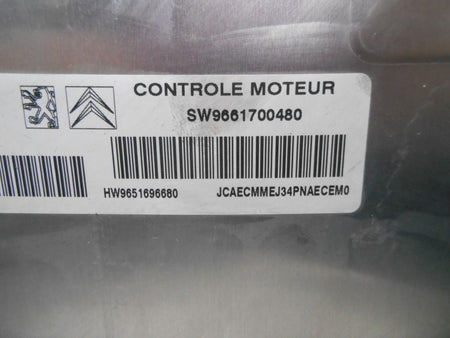 CONTROLE MOTEUR
SW9661700480
HW9651696680 JCAECMMEJ34PNAECEM0